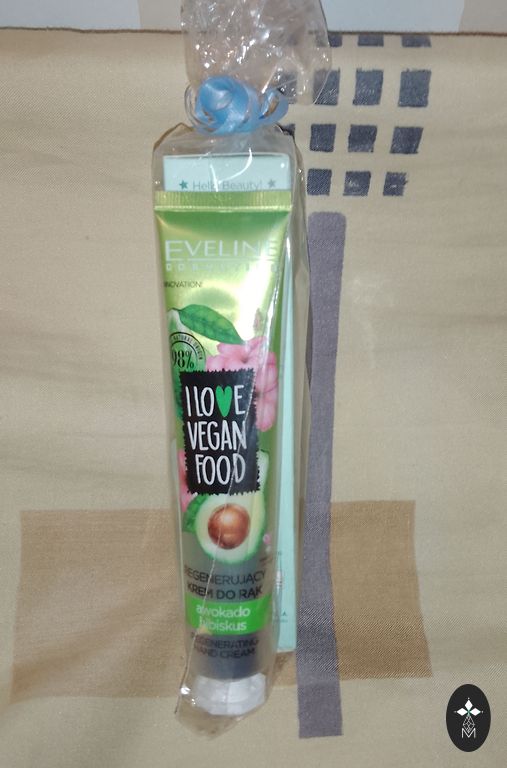 Hello Beauty!
EVELINE
INNOVATION!
98%
I LOVE
VEGAN
FOOD
REGENERUJĄCY
KREM DO RĄK
awokado
hibiskus
REGENERATING
HAND CREAM